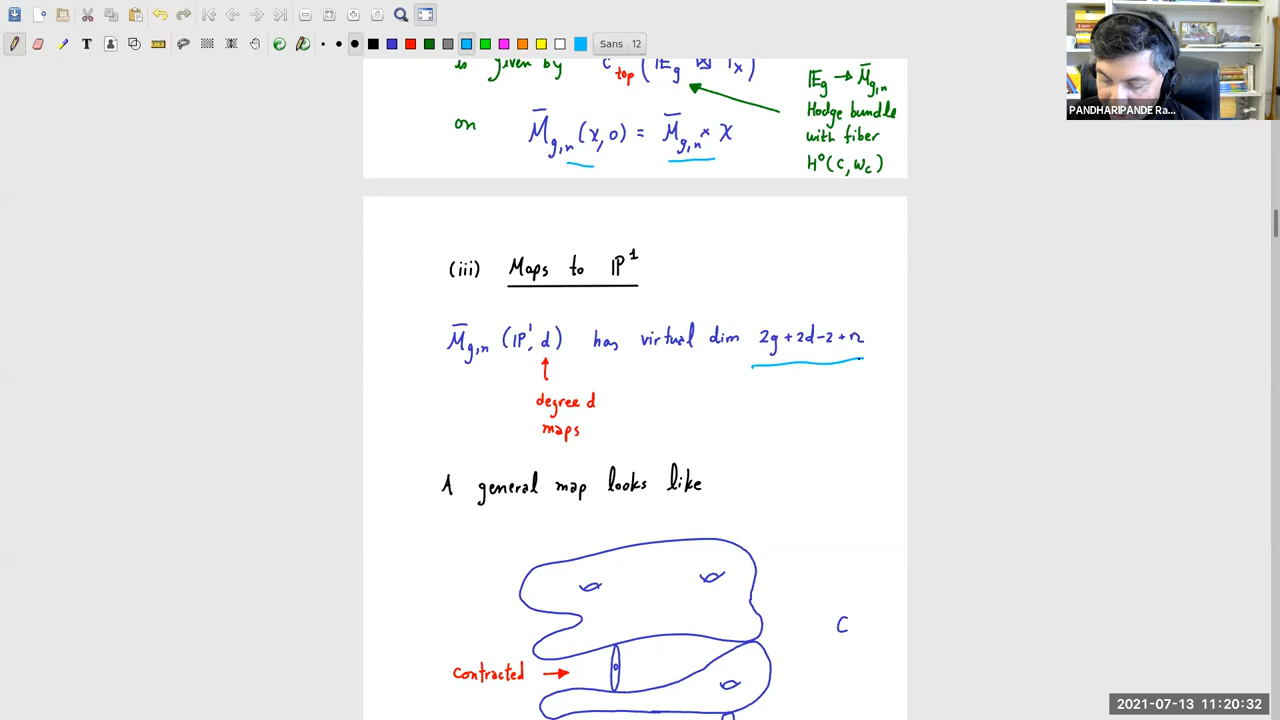 Sans 12
is given by C top (𝔼g ⊠ Tx)
on M̄g,n (X,0) = M̄g,n × X
𝔼g → M̄g,n
Hodge bundle
with fiber
H⁰(C, ωC)
PANDHARIPANDE Ra...
(iii) Maps to ℙ¹
M̄g,n (ℙ¹, d) has virtual dim 2g+2d-2+n
degree d
maps
A general map looks like
C
contracted
2021-07-13 11:20:32